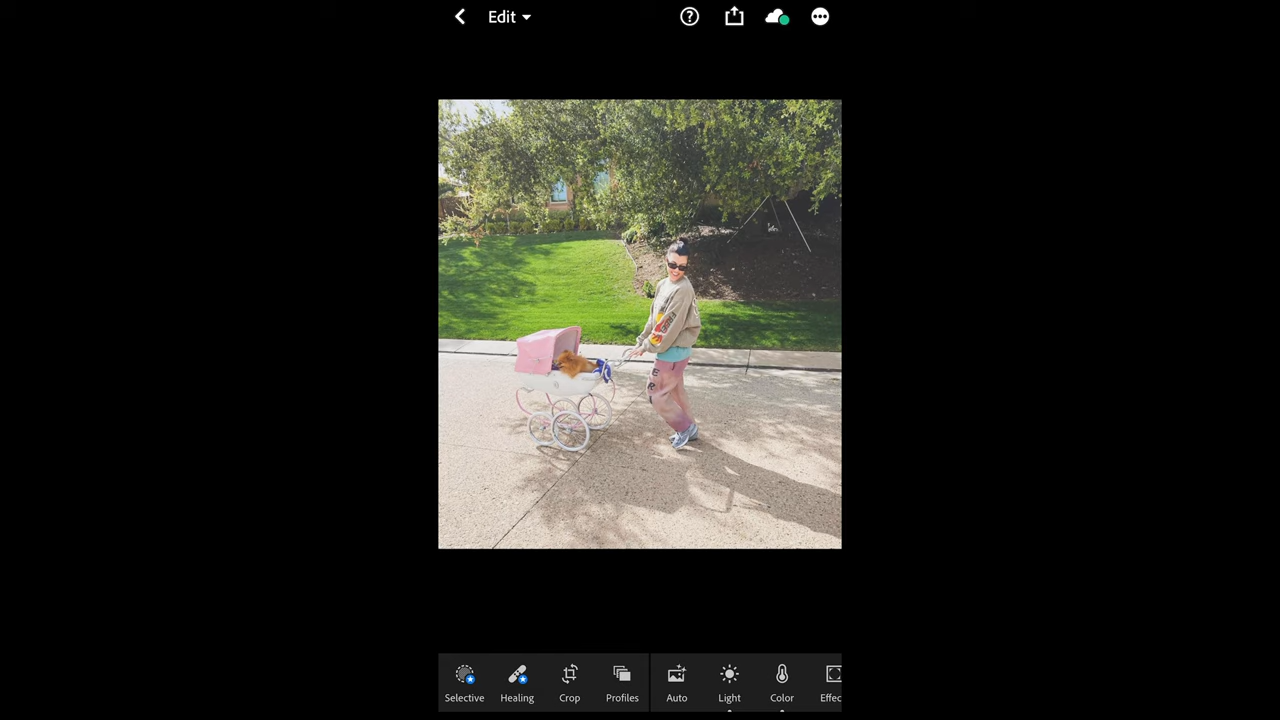 Edit
Selective
Healing
Crop
Profiles
Auto
Light
Color
Effec